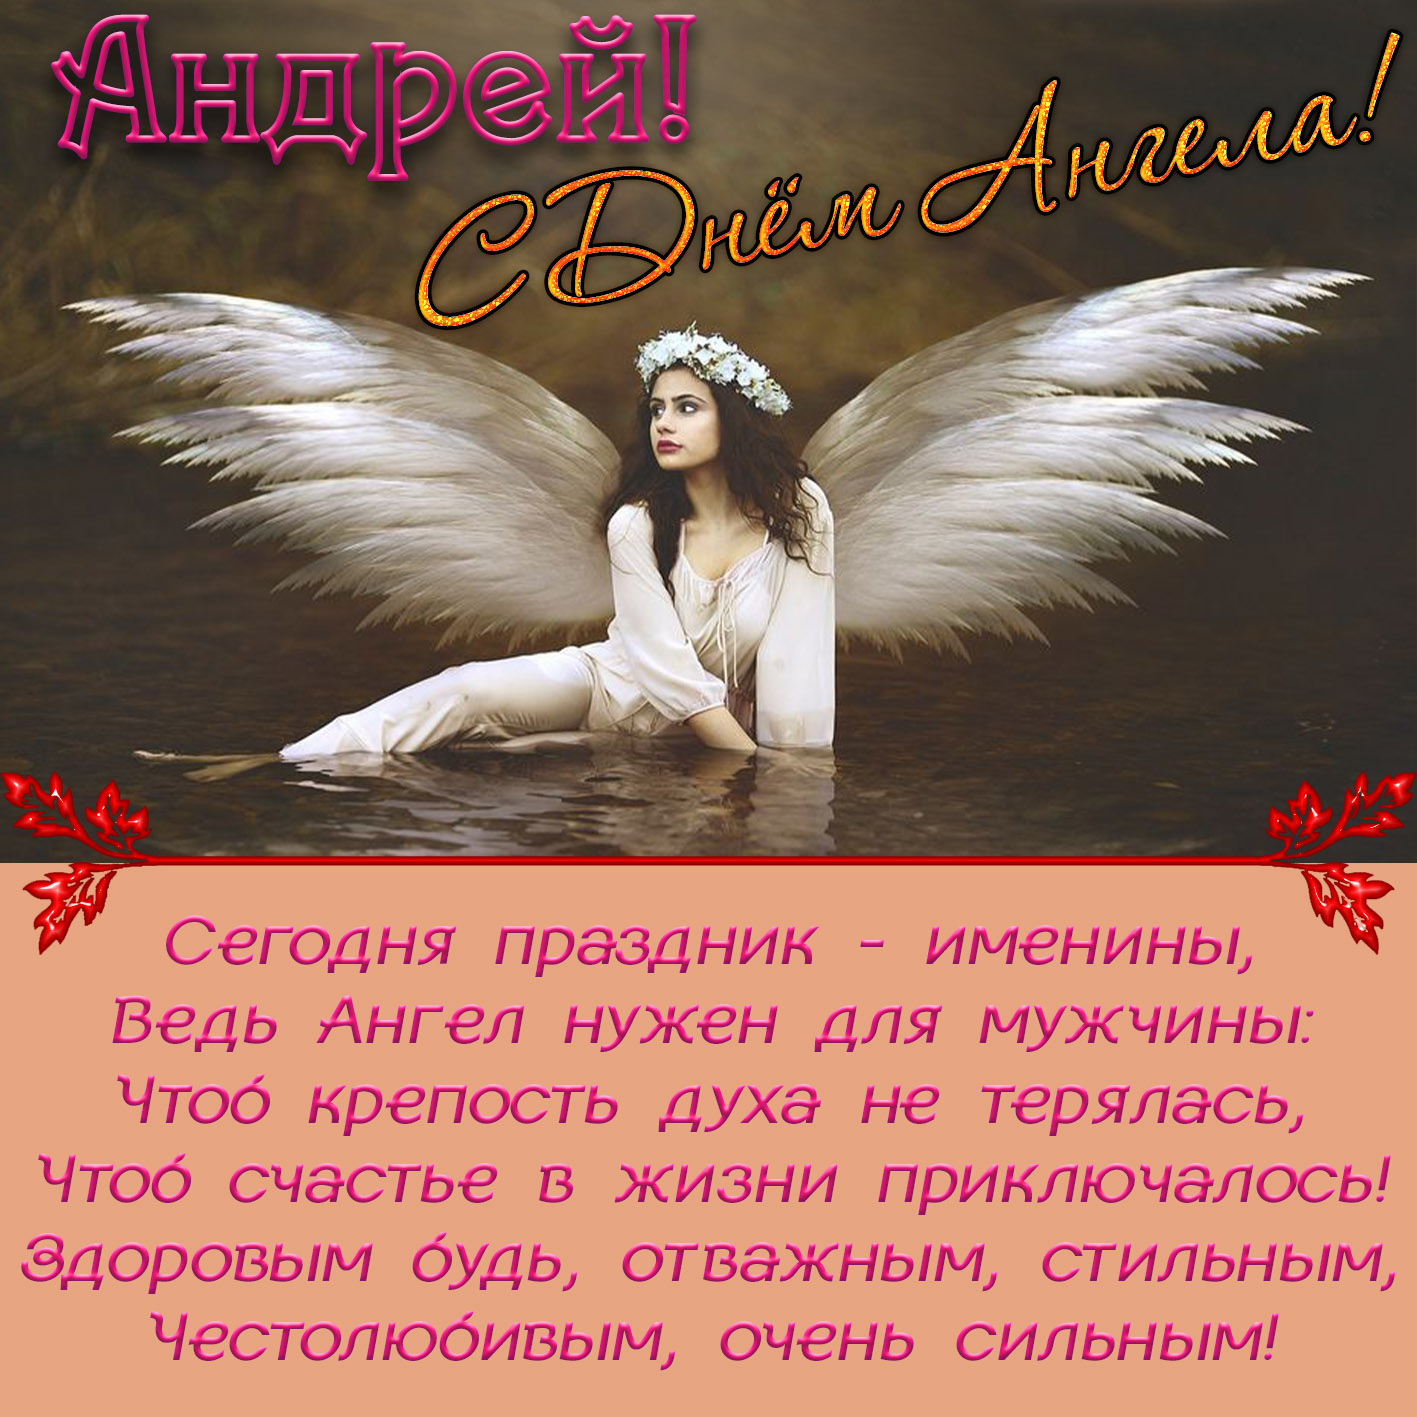 Андрей!
С Днём Ангела!
Сегодня праздник - именины,
Ведь Ангел нужен для мужчины:
Чтоб крепость духа не терялась,
Чтоб счастье в жизни приключалось!
Здоровым будь, отважным, стильным,
Честолюбивым, очень сильным!